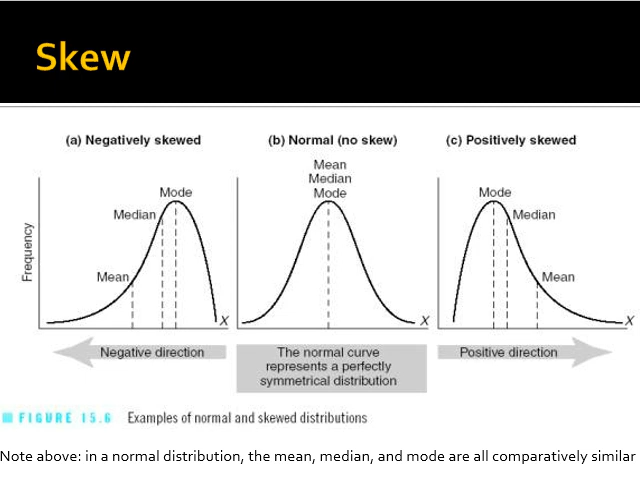 Skew
(a) Negatively skewed
(b) Normal (no skew)
(c) Positively skewed
Mean
Median
Mode
Mode
Mode
Median
Median
Mean
Mean
Frequency
X
X
X
Negative direction
The normal curve
represents a perfectly
symmetrical distribution
Positive direction
FIGURE 15.6 Examples of normal and skewed distributions
Note above: in a normal distribution, the mean, median, and mode are all comparatively similar